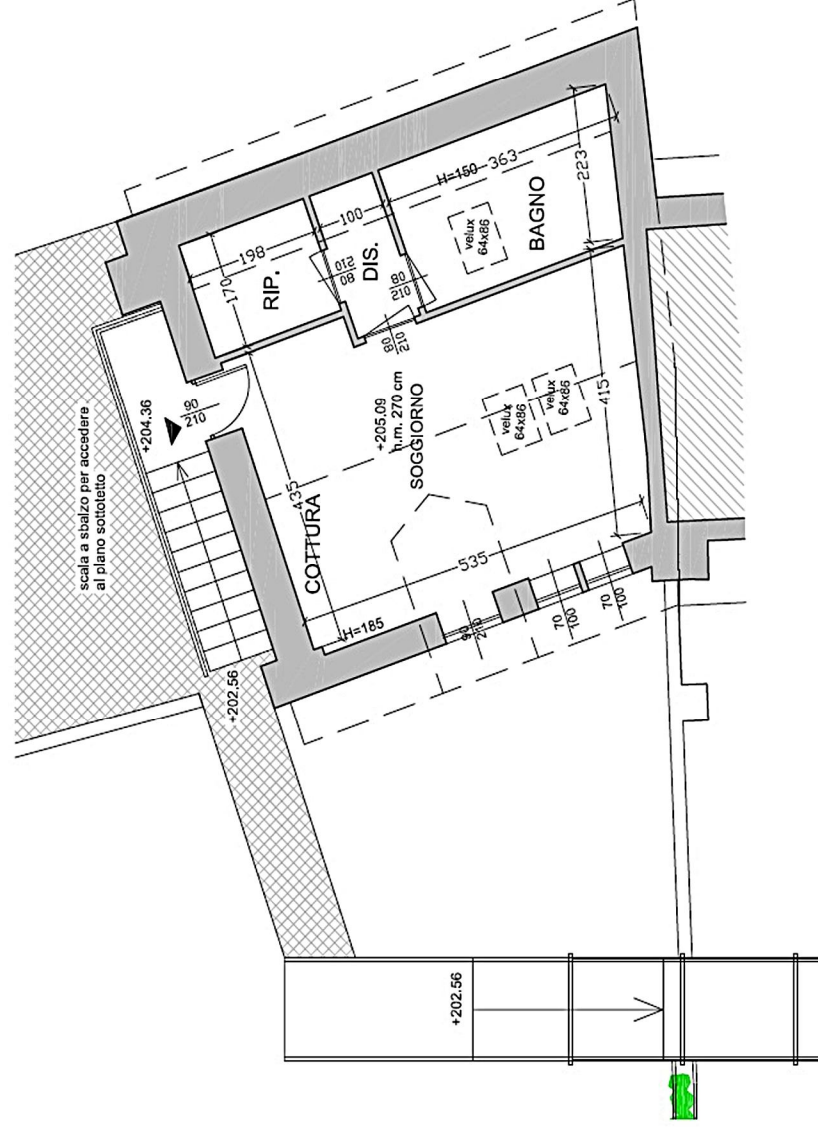 scala a sbalzo per accedere
al piano sottotetto
+204.36
90
210
+202.56
RIP.
198
170
DIS.
100
80
210
80
210
80
210
BAGNO
H=150
363
223
velux
64x86
+205.09
h.m. 270 cm
SOGGIORNO
velux
64x86
velux
64x86
415
COTTURA
435
535
H=185
90
210
70
100
70
100
+202.56